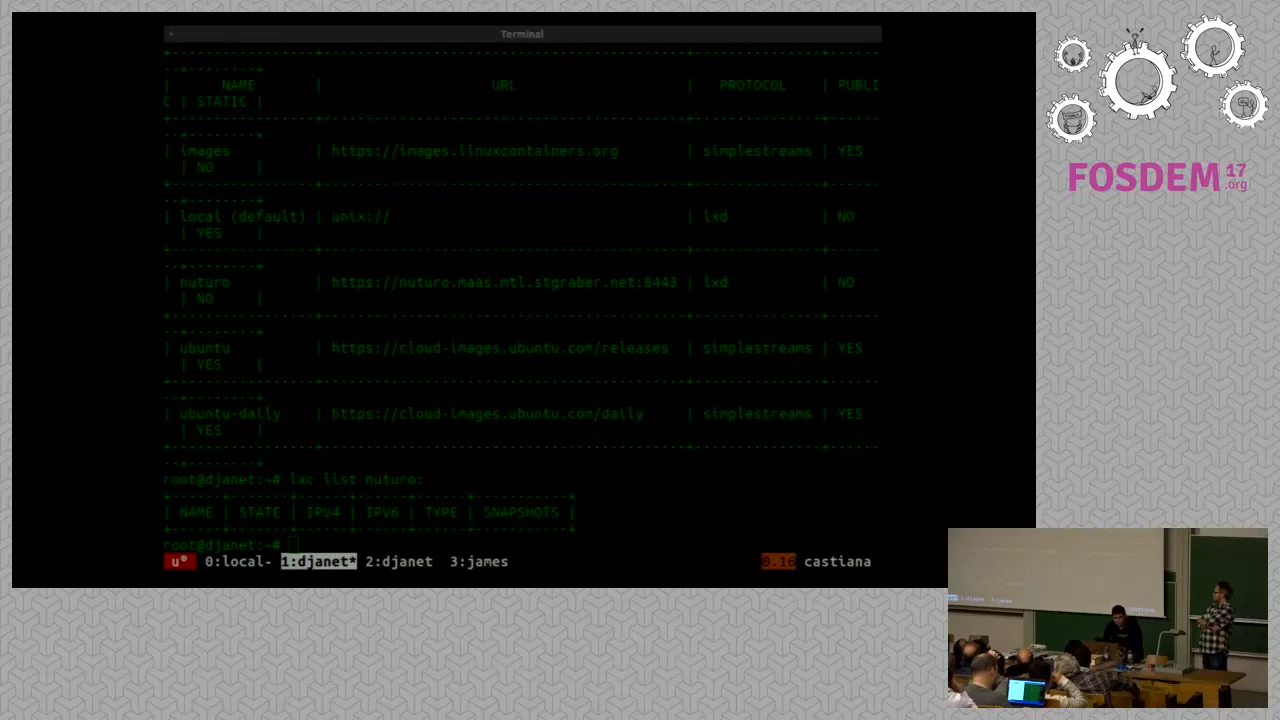 Terminal
+-----------------+--------------------------------------------+---------------+------
--+--------+
| NAME | URL | PROTOCOL | PUBLI
C | STATIC |
| images | https://images.linuxcontainers.org | simplestreams | YES
| NO |
| local (default) | unix:// | lxd | NO
| YES |
| nuturo | https://nuturo.maas.mtl.stgraber.net:8443 | lxd | NO
| NO |
| ubuntu | https://cloud-images.ubuntu.com/releases | simplestreams | YES
| YES |
| ubuntu-daily | https://cloud-images.ubuntu.com/daily | simplestreams | YES
| YES |
root@djanet:~# lxc list nuturo:
| NAME | STATE | IPV4 | IPV6 | TYPE | SNAPSHOTS |
root@djanet:~#
u® 0:local- 1:djanet* 2:djanet 3:james 0.16 castiana
FOSDEM 17
.org